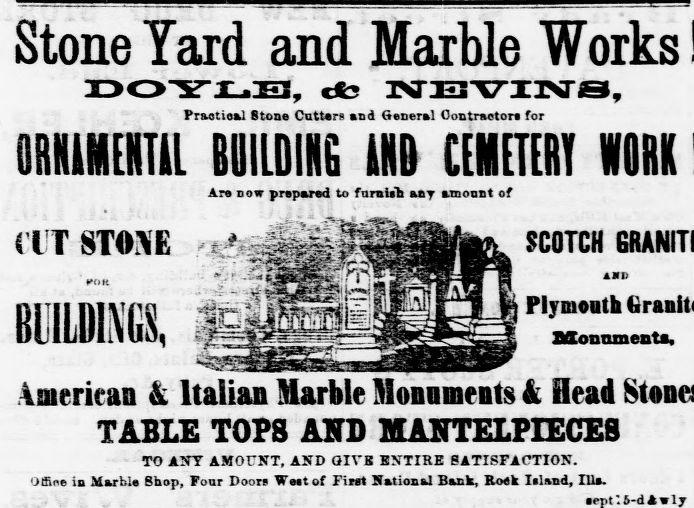 Stone Yard and Marble Works!
DOYLE, & NEVINS,
Practical Stone Cutters and General Contractors for
ORNAMENTAL BUILDING AND CEMETERY WORK
Are now prepared to furnish any amount of
CUT STONE
FOR
BUILDINGS,
SCOTCH GRANITE
AND
Plymouth Granite
Monuments,
American & Italian Marble Monuments & Head Stones
TABLE TOPS AND MANTELPIECES
TO ANY AMOUNT, AND GIVE ENTIRE SATISFACTION.
Office in Marble Shop, Four Doors West of First National Bank, Rock Island, Ills.
sept15-d&wly